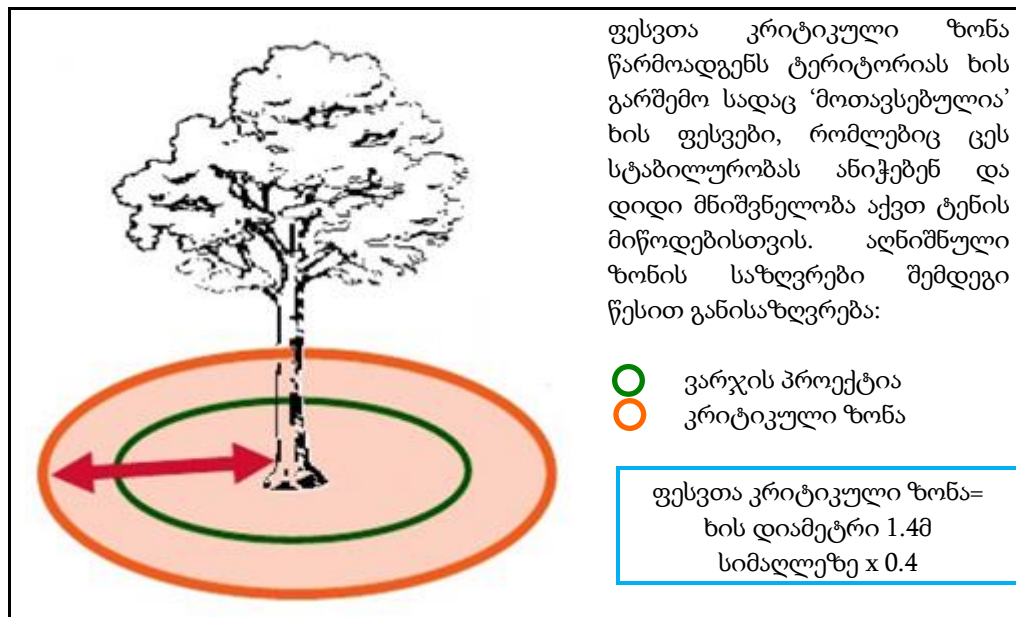 ფესვთა კრიტიკული ზონა
წარმოადგენს ტერიტორიას ხის
გარშემო სადაც ‘მოთავსებულია’
ხის ფესვები, რომლებიც ცეს
სტაბილურობას ანიჭებენ და
დიდი მნიშვნელობა აქვთ ტენის
მიწოდებისთვის. აღნიშნული
ზონის საზღვრები შემდეგი
წესით განისაზღვრება:
ვარჯის პროექტია
კრიტიკული ზონა
ფესვთა კრიტიკული ზონა=
ხის დიამეტრი 1.4მ
სიმაღლეზე x 0.4